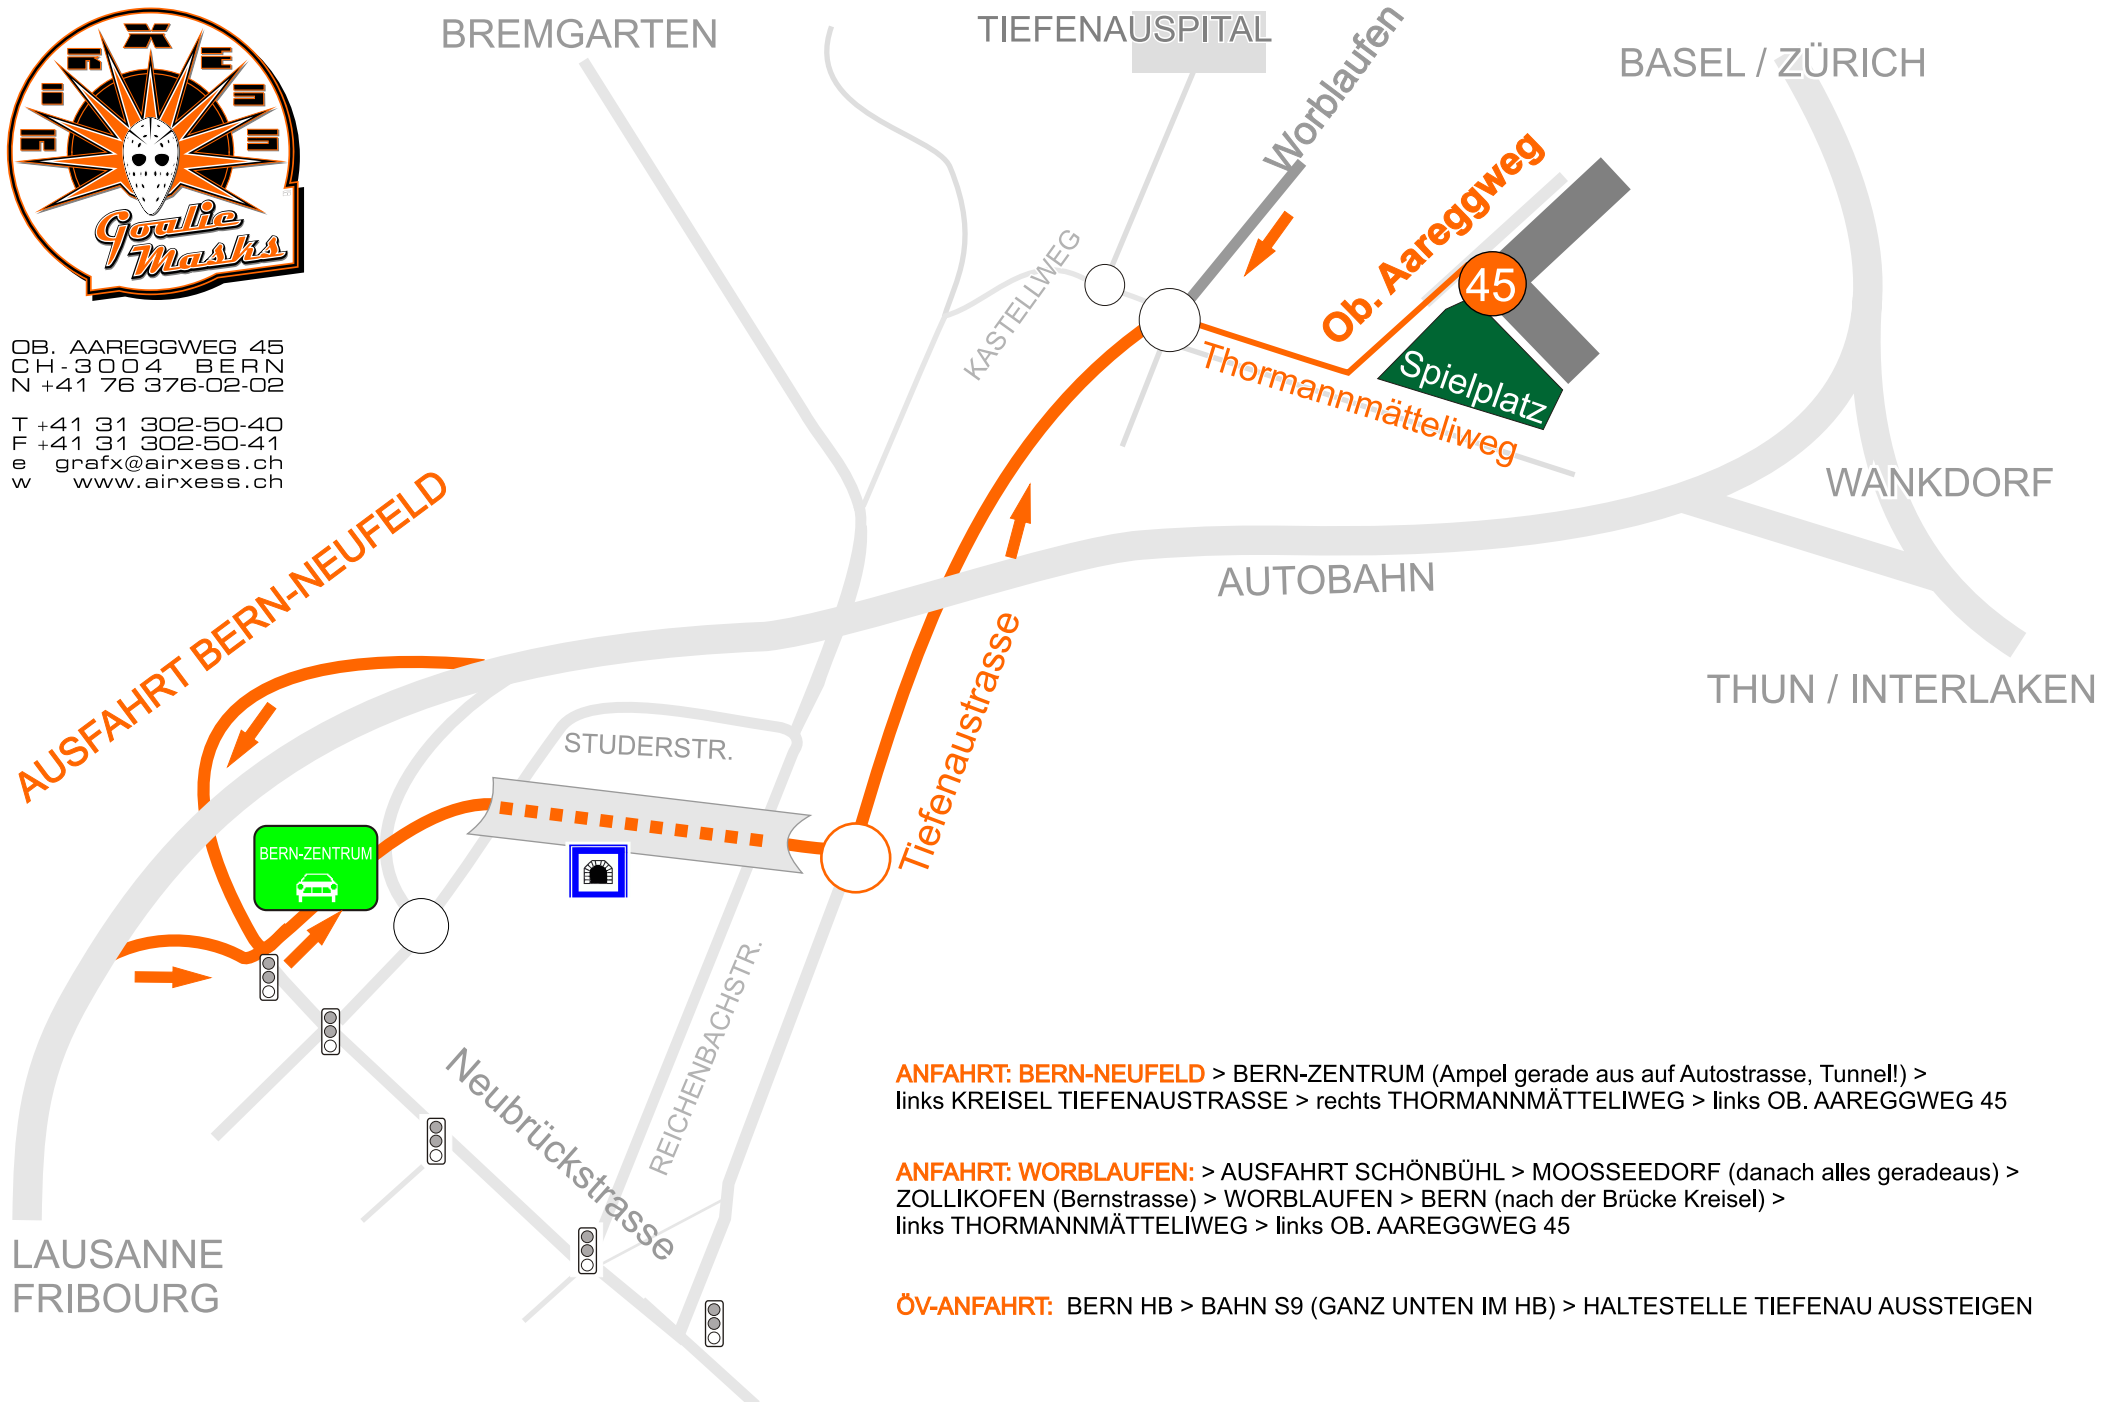 AiRXESS
Goalie
Masks
OB. AAREGGWEG 45
CH-3004 BERN
N +41 76 376-02-02
T +41 31 302-50-40
F +41 31 302-50-41
e grafx@airxess.ch
w www.airxess.ch
BREMGARTEN
TIEFENAUSPITAL
Worblaufen
BASEL / ZÜRICH
KASTELLWEG
Ob. Aareggweg
45
Spielplatz
Thormannmätteliweg
WANKDORF
AUTOBAHN
THUN / INTERLAKEN
AUSFAHRT BERN-NEUFELD
Tiefenaustrasse
STUDERSTR.
BERN-ZENTRUM
REICHENBACHSTR.
Neubrückstrasse
LAUSANNE
FRIBOURG
ANFAHRT: BERN-NEUFELD > BERN-ZENTRUM (Ampel gerade aus auf Autostrasse, Tunnel!) >
links KREISEL TIEFENAUSTRASSE > rechts THORMANNMÄTTELIWEG > links OB. AAREGGWEG 45
ANFAHRT: WORBLAUFEN: > AUSFAHRT SCHÖNBÜHL > MOOSSEEDORF (danach alles geradeaus) >
ZOLLIKOFEN (Bernstrasse) > WORBLAUFEN > BERN (nach der Brücke Kreisel) >
links THORMANNMÄTTELIWEG > links OB. AAREGGWEG 45
ÖV-ANFAHRT: BERN HB > BAHN S9 (GANZ UNTEN IM HB) > HALTESTELLE TIEFENAU AUSSTEIGEN